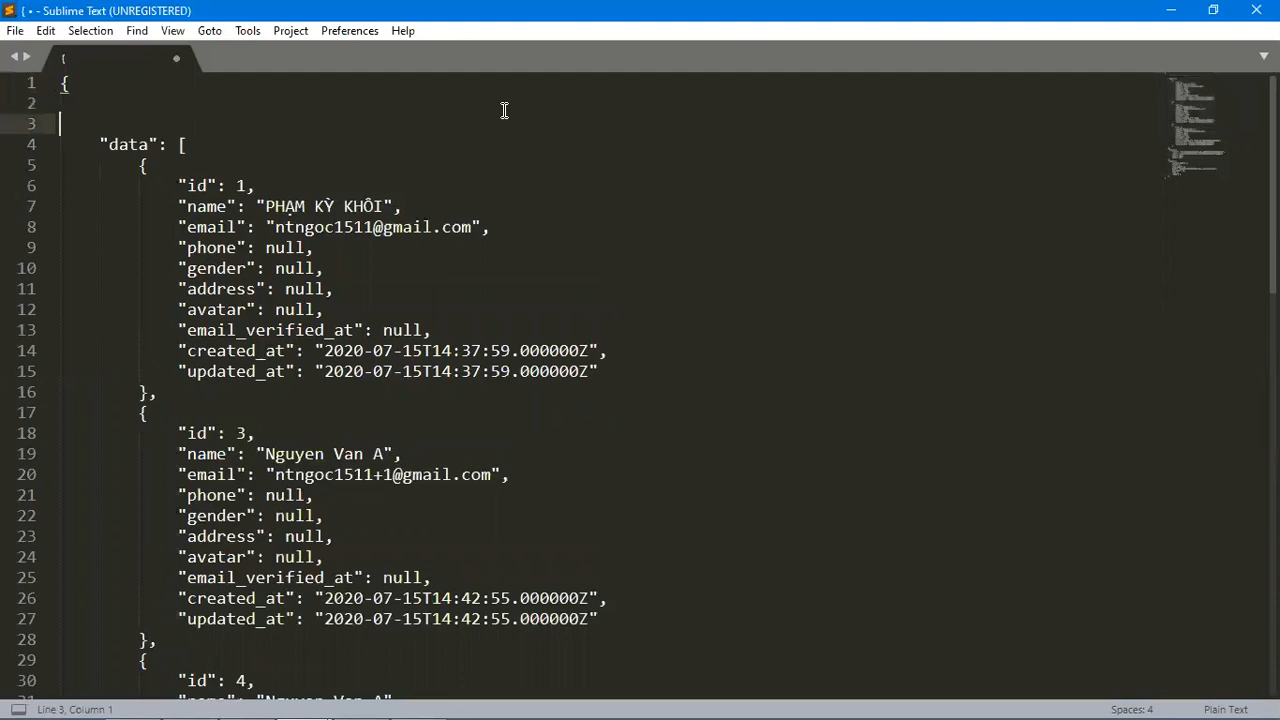 { • - Sublime Text (UNREGISTERED)
File Edit Selection Find View Goto Tools Project Preferences Help
{
1 {
2
3
4 "data": [
5 {
6 "id": 1,
7 "name": "PHẠM KỲ KHÔI",
8 "email": "ntngoc1511@gmail.com",
9 "phone": null,
10 "gender": null,
11 "address": null,
12 "avatar": null,
13 "email_verified_at": null,
14 "created_at": "2020-07-15T14:37:59.000000Z",
15 "updated_at": "2020-07-15T14:37:59.000000Z"
16 },
17 {
18 "id": 3,
19 "name": "Nguyen Van A",
20 "email": "ntngoc1511+1@gmail.com",
21 "phone": null,
22 "gender": null,
23 "address": null,
24 "avatar": null,
25 "email_verified_at": null,
26 "created_at": "2020-07-15T14:42:55.000000Z",
27 "updated_at": "2020-07-15T14:42:55.000000Z"
28 },
29 {
30 "id": 4,
31 "name": "Nguyen Van A"
Line 3, Column 1 Spaces: 4 Plain Text